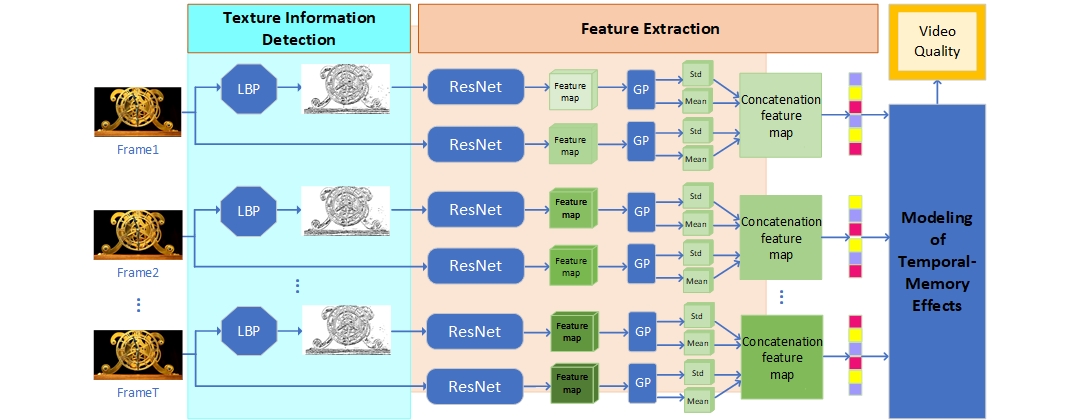 Texture Information
Detection
Feature Extraction
Video
Quality
Frame1
LBP
ResNet
Feature
map
GP
Std
Mean
ResNet
Feature
map
GP
Std
Mean
Concatenation
feature
map
Frame2
LBP
ResNet
Feature
map
GP
Std
Mean
ResNet
Feature
map
GP
Std
Mean
Concatenation
feature
map
FrameT
LBP
ResNet
Feature
map
GP
Std
Mean
ResNet
Feature
map
GP
Std
Mean
Concatenation
feature
map
Modeling
of
Temporal-
Memory
Effects